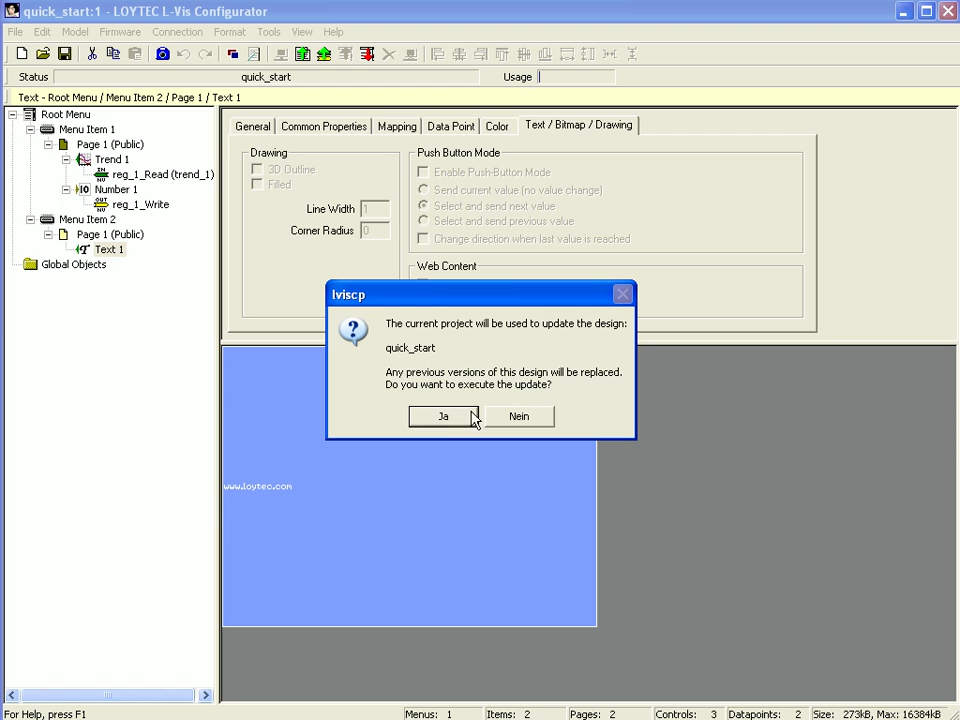 quick_start:1 - LOYTEC L-Vis Configurator
File Edit Model Firmware Connection Format Tools View Help
Status quick_start Usage
Text - Root Menu / Menu Item 2 / Page 1 / Text 1
Root Menu
Menu Item 1
Page 1 (Public)
Trend 1
IN NV reg_1_Read (trend_1)
IO Number 1
OUT NV reg_1_Write
Menu Item 2
Page 1 (Public)
T Text 1
Global Objects
General Common Properties Mapping Data Point Color Text / Bitmap / Drawing
Drawing
3D Outline
Filled
Line Width 1
Corner Radius 0
Push Button Mode
Enable Push-Button Mode
Send current value (no value change)
Select and send next value
Select and send previous value
Change direction when last value is reached
Web Content
lviscp
The current project will be used to update the design:
quick_start
Any previous versions of this design will be replaced.
Do you want to execute the update?
Ja Nein
www.loytec.com
For Help, press F1 Menus: 1 Items: 2 Pages: 2 Controls: 3 Datapoints: 2 Size: 273kB, Max: 16384kB